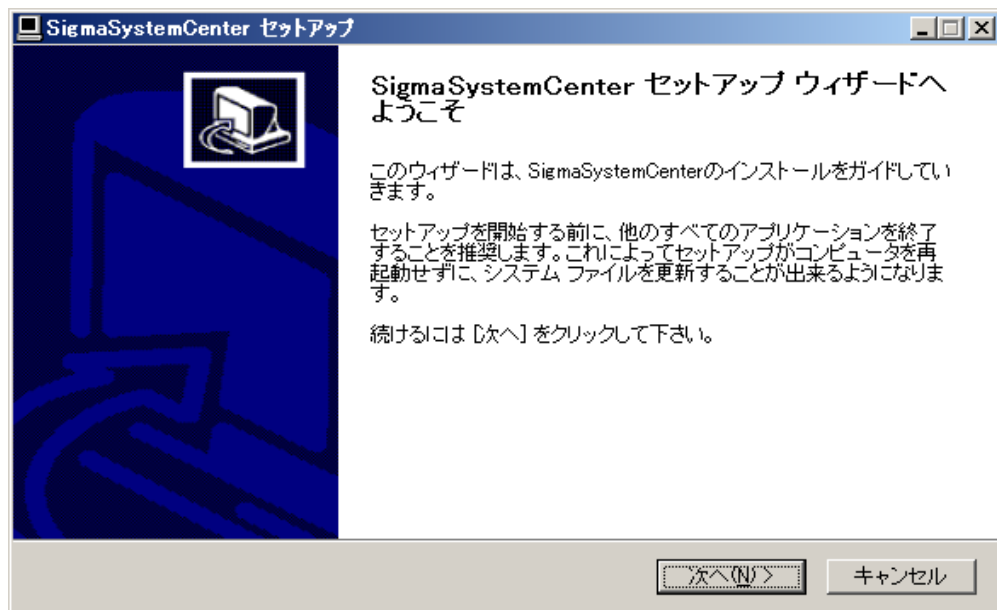 SigmaSystemCenter セットアップ
SigmaSystemCenter セットアップ ウィザードへ
ようこそ
このウィザードは、SigmaSystemCenterのインストールをガイドしてい
きます。
セットアップを開始する前に、他のすべてのアプリケーションを終了
することを推奨します。これによってセットアップがコンピュータを再
起動せずに、システム ファイルを更新することが出来るようになりま
す。
続けるには [次へ] をクリックして下さい。
次へ(N) >
キャンセル